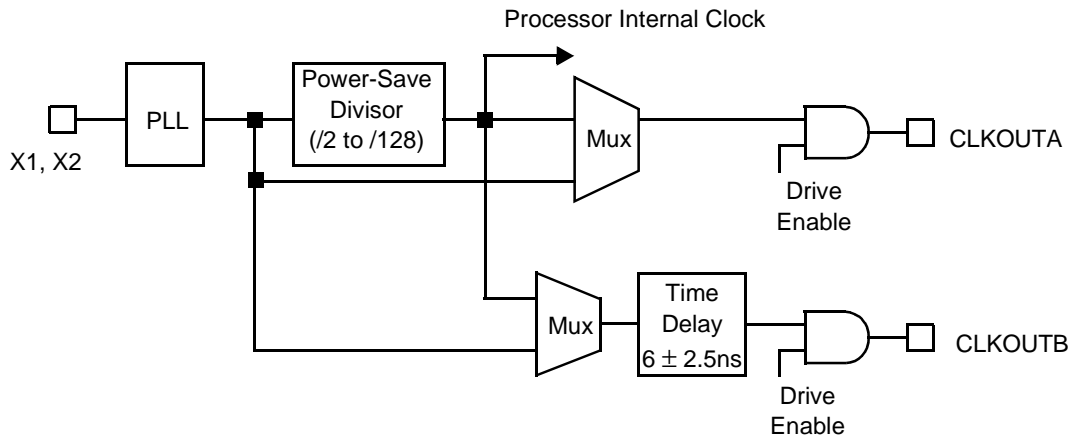 Processor Internal Clock
X1, X2
PLL
Power-Save
Divisor
(/2 to /128)
Mux
Drive
Enable
CLKOUTA
Mux
Time
Delay
6 ± 2.5ns
Drive
Enable
CLKOUTB